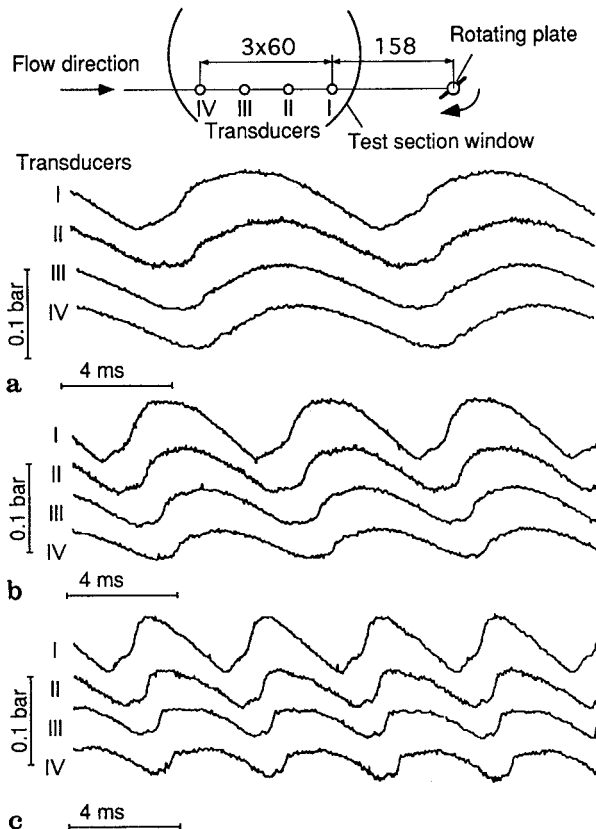 3x60
158
Rotating plate
Flow direction
IV III II I
Transducers
Test section window
Transducers
I
II
III
IV
0.1 bar
4 ms
a
I
II
III
IV
0.1 bar
4 ms
b
I
II
III
IV
0.1 bar
4 ms
c